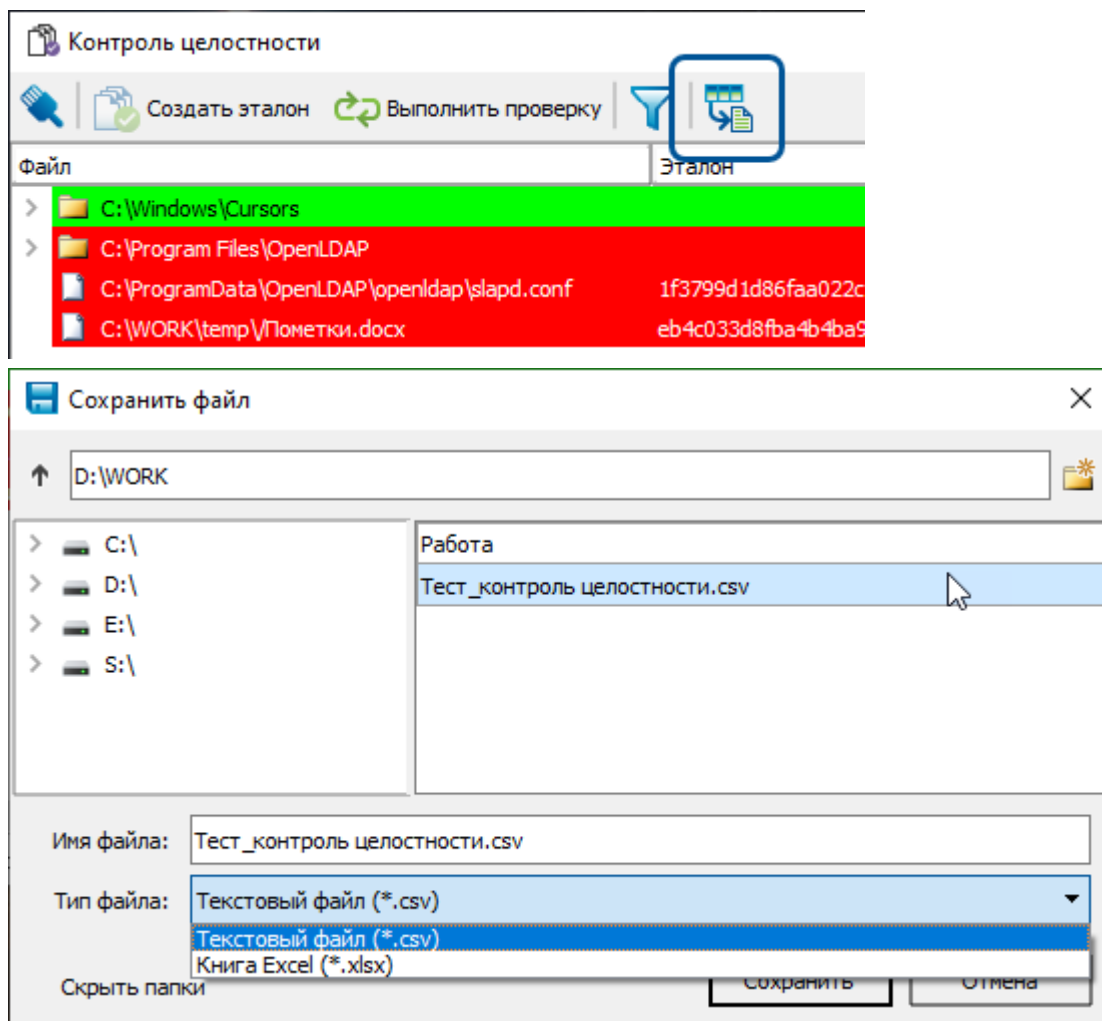 Контроль целостности
Создать эталон Выполнить проверку
Файл Эталон
C:\Windows\Cursors
C:\Program Files\OpenLDAP
C:\ProgramData\OpenLDAP\openldap\slapd.conf 1f3799d1d86faa022c
C:\WORK\temp\/Пометки.docx eb4c033d8fba4b4ba9
Сохранить файл
D:\WORK
C:\ Работа
D:\ Тест_контроль целостности.csv
E:\
S:\
Имя файла: Тест_контроль целостности.csv
Тип файла: Текстовый файл (*.csv)
Текстовый файл (*.csv)
Книга Excel (*.xlsx)
Скрыть папки Сохранить Отмена